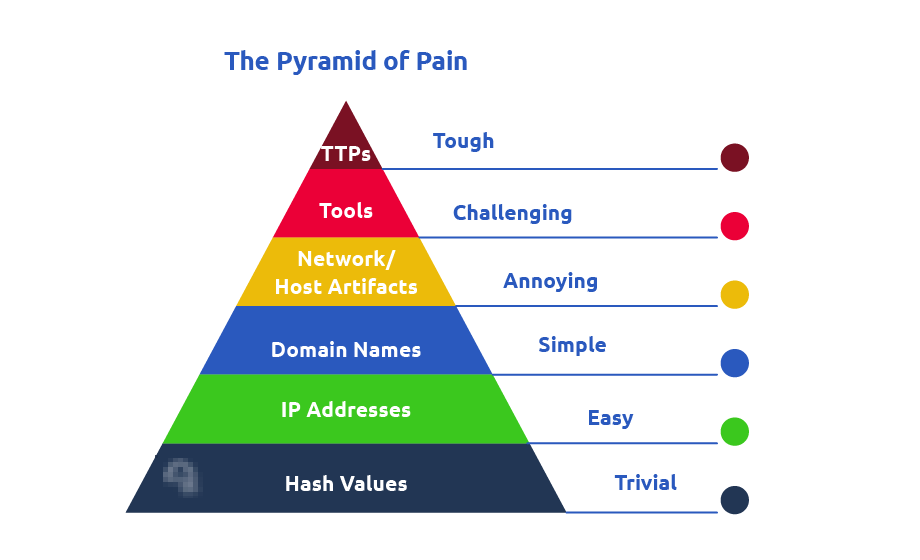 The Pyramid of Pain
TTPs
Tough
Tools
Challenging
Network/
Host Artifacts
Annoying
Domain Names
Simple
IP Addresses
Easy
Hash Values
Trivial